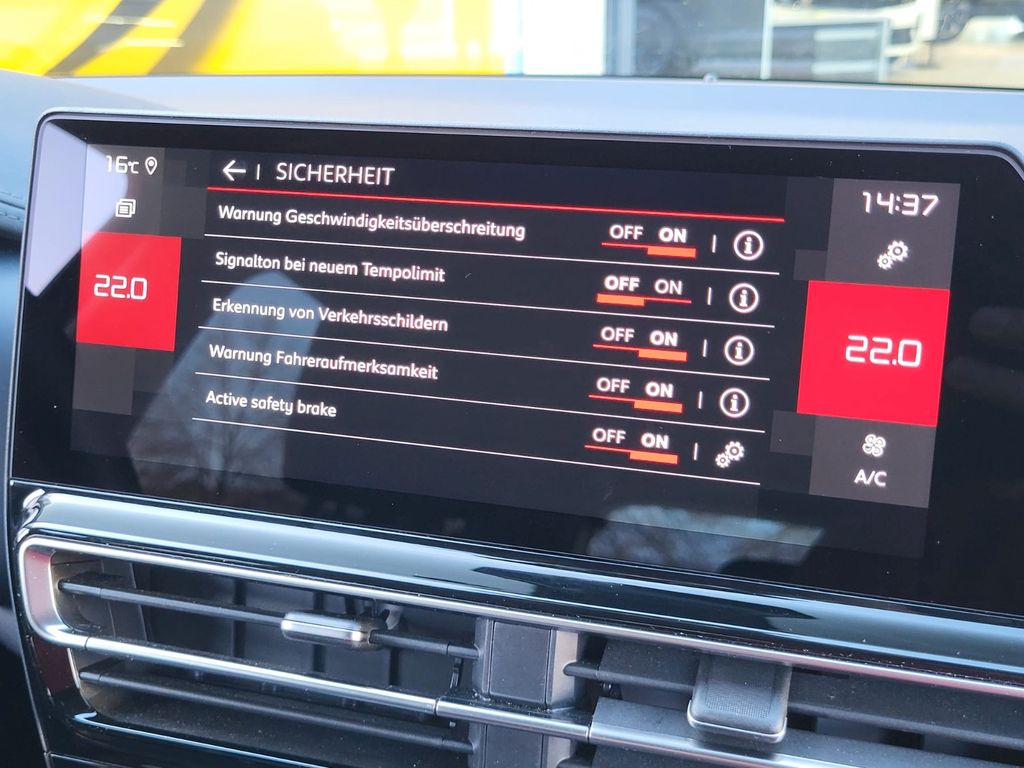 16°C
SICHERHEIT
14:37
Warnung Geschwindigkeitsüberschreitung OFF ON
Signalton bei neuem Tempolimit OFF ON
Erkennung von Verkehrsschildern OFF ON
Warnung Fahreraufmerksamkeit OFF ON
Active safety brake OFF ON
22.0
22.0
A/C